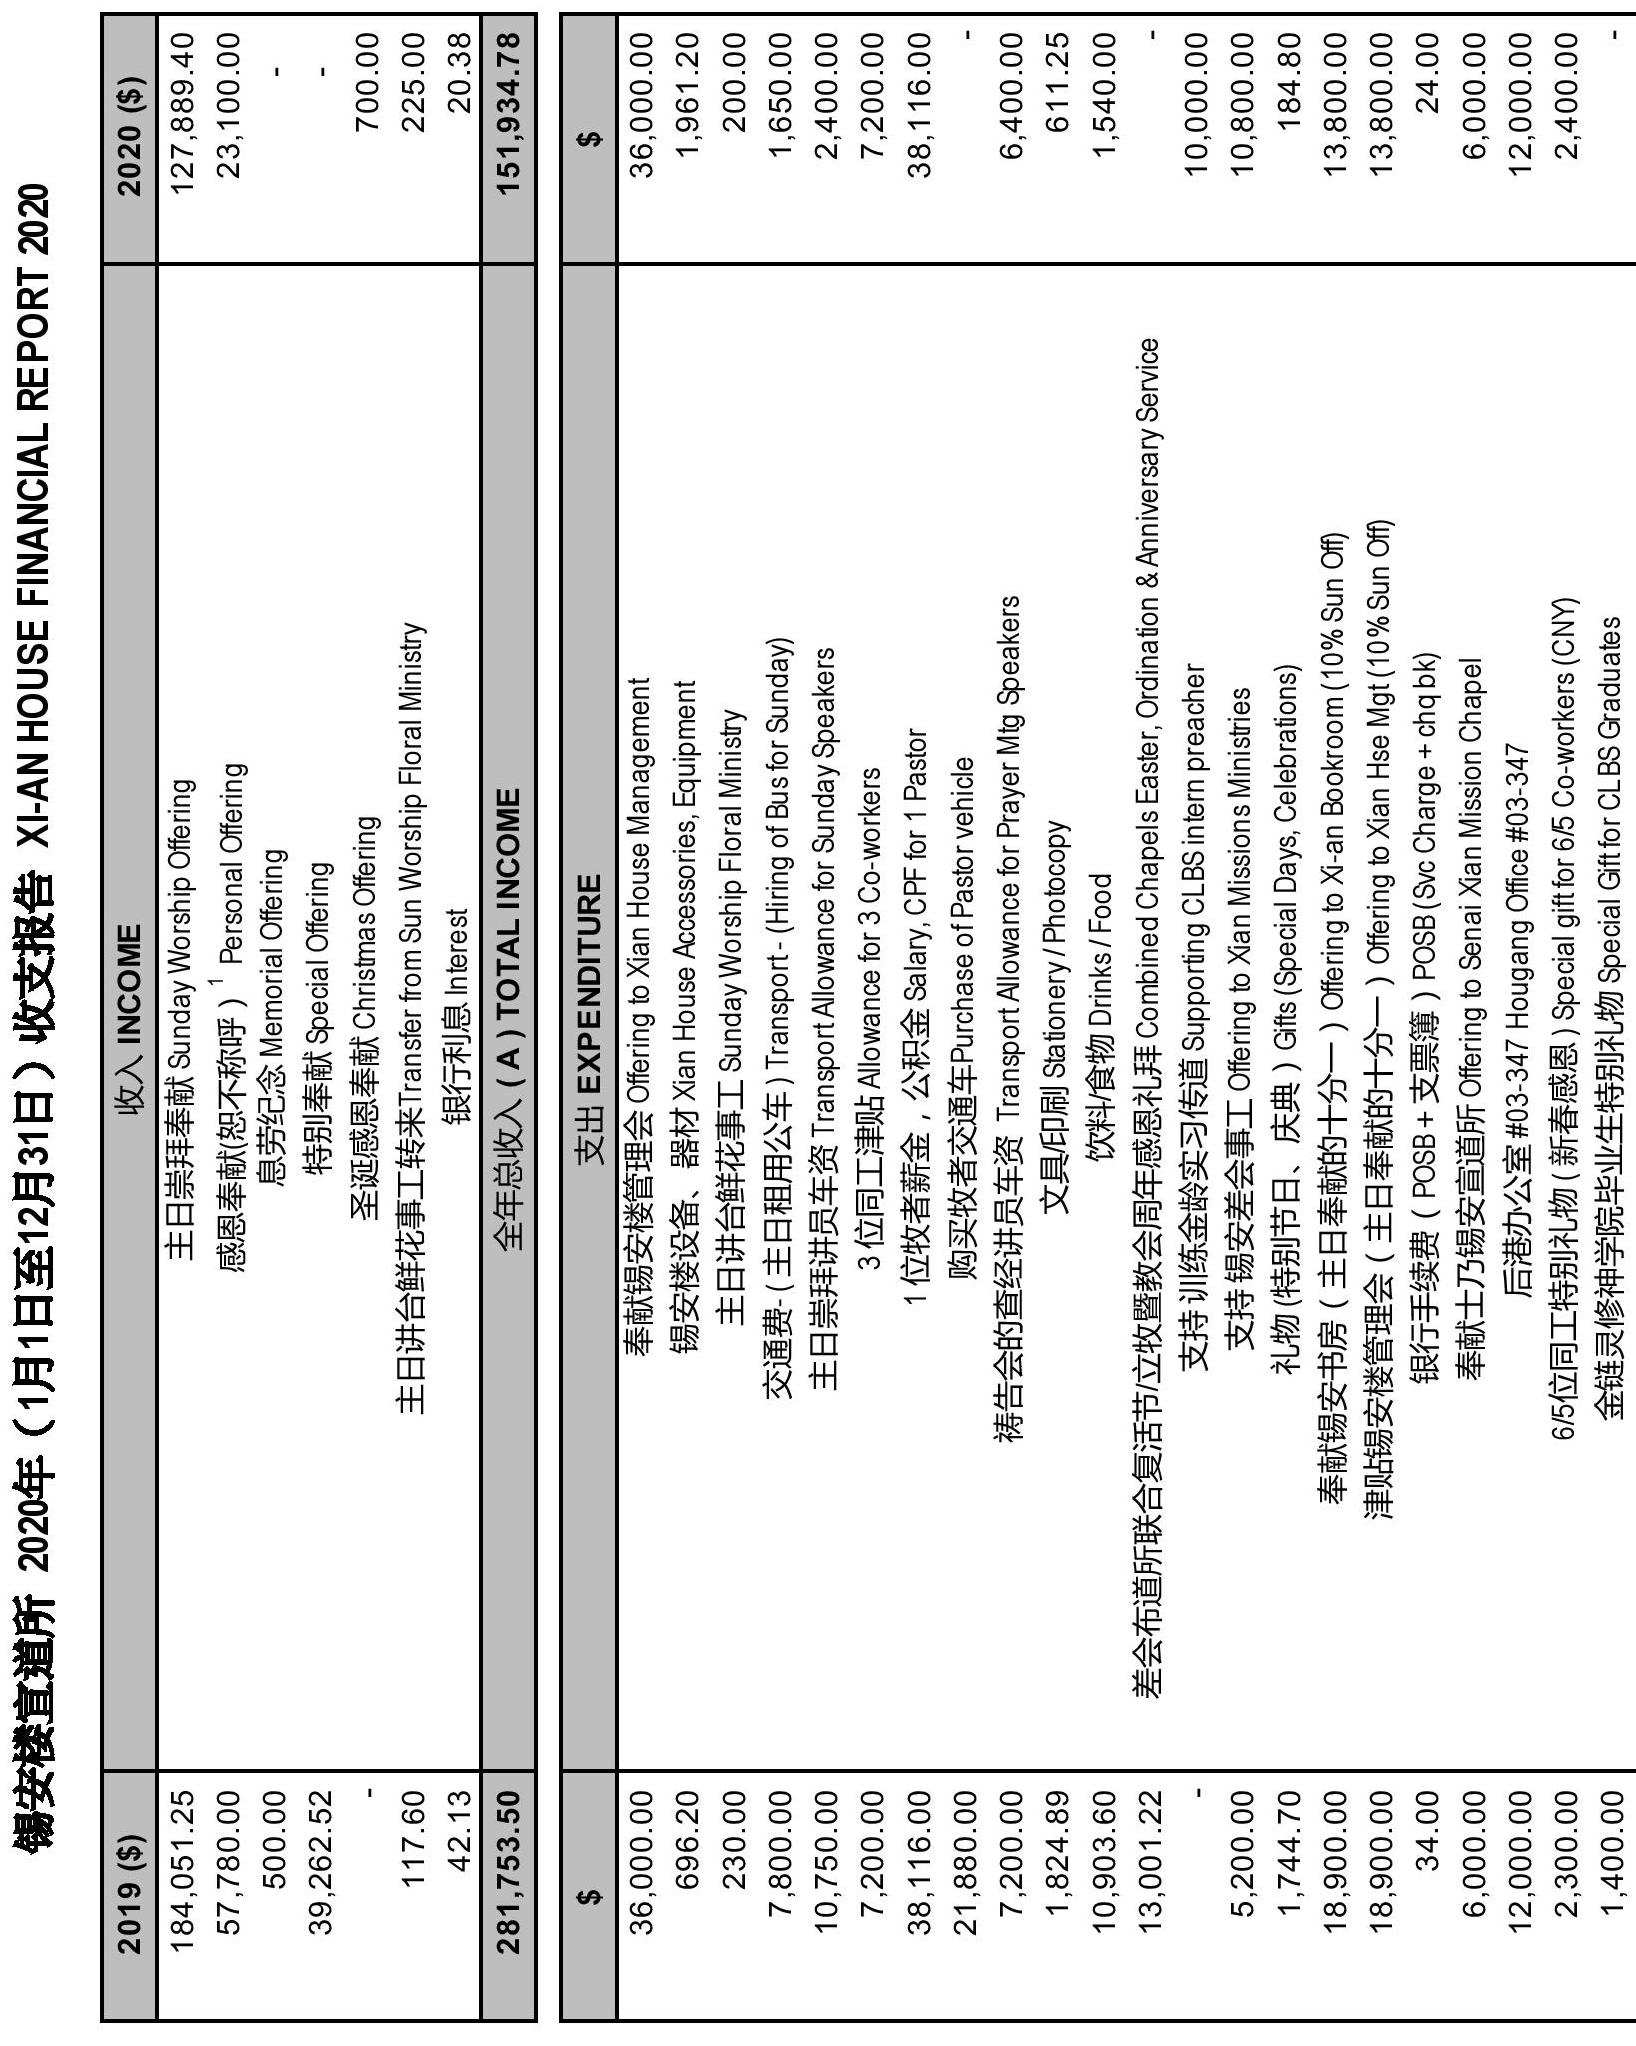 锡安楼宣道所 2020年（1月1日至12月31日）收支报告 XI-AN HOUSE FINANCIAL REPORT 2020
2019 ($) 收入 INCOME 2020 ($)
184,051.25 主日崇拜奉献 Sunday Worship Offering 127,889.40
57,780.00 感恩奉献(恕不称呼）1 Personal Offering 23,100.00
500.00 息劳纪念 Memorial Offering -
39,262.52 特别奉献 Special Offering -
- 圣诞感恩奉献 Christmas Offering 700.00
117.60 主日讲台鲜花事工转来Transfer from Sun Worship Floral Ministry 225.00
42.13 银行利息 Interest 20.38
281,753.50 全年总收入 ( A ) TOTAL INCOME 151,934.78
$ 支出 EXPENDITURE $
36,000.00 奉献锡安楼管理会 Offering to Xian House Management 36,000.00
696.20 锡安楼设备、器材 Xian House Accessories, Equipment 1,961.20
230.00 主日讲台鲜花事工 Sunday Worship Floral Ministry 200.00
7,800.00 交通费- ( 主日租用公车 ) Transport - (Hiring of Bus for Sunday) 1,650.00
10,750.00 主日崇拜讲员车资 Transport Allowance for Sunday Speakers 2,400.00
7,200.00 3 位同工津贴 Allowance for 3 Co-workers 7,200.00
38,116.00 1 位牧者薪金，公积金 Salary, CPF for 1 Pastor 38,116.00
21,880.00 购买牧者交通车Purchase of Pastor vehicle -
7,200.00 祷告会的查经讲员车资 Transport Allowance for Prayer Mtg Speakers 6,400.00
1,824.89 文具/印刷 Stationery / Photocopy 611.25
10,903.60 饮料/食物 Drinks / Food 1,540.00
13,001.22 差会布道所联合复活节/立牧暨教会周年感恩礼拜 Combined Chapels Easter, Ordination & Anniversary Service -
- 支持 训练金龄实习传道 Supporting CLBS intern preacher 10,000.00
5,200.00 支持 锡安差会事工 Offering to Xian Missions Ministries 10,800.00
1,744.70 礼物 (特别节日、庆典 ) Gifts (Special Days, Celebrations) 184.80
18,900.00 奉献锡安书房（ 主日奉献的十分一 ) Offering to Xi-an Bookroom (10% Sun Off) 13,800.00
18,900.00 津贴锡安楼管理会（ 主日奉献的十分一 ) Offering to Xian Hse Mgt (10% Sun Off) 13,800.00
34.00 银行手续费（ POSB + 支票簿 ) POSB (Svc Charge + chq bk) 24.00
6,000.00 奉献士乃锡安宣道所 Offering to Senai Xian Mission Chapel 6,000.00
12,000.00 后港办公室 #03-347 Hougang Office #03-347 12,000.00
2,300.00 6/5位同工特别礼物 ( 新春感恩 ) Special gift for 6/5 Co-workers (CNY) 2,400.00
1,400.00 金链灵修神学院毕业生特别礼物 Special Gift for CLBS Graduates -